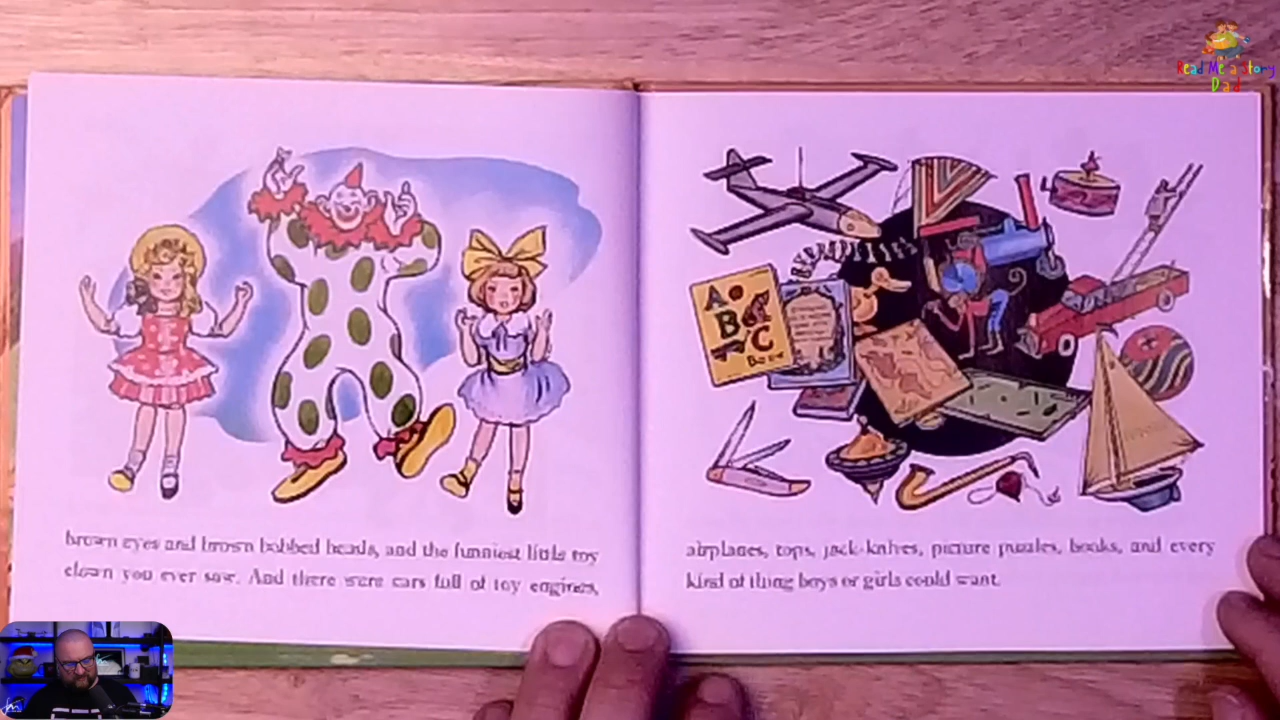 Read Me a Story
Dad
A
B
C
Book
brown eyes and brown bobbed heads, and the funniest little toy
clown you ever saw. And there were cars full of toy engines,
airplanes, tops, jack-knives, picture puzzles, books, and every
kind of thing boys or girls could want.